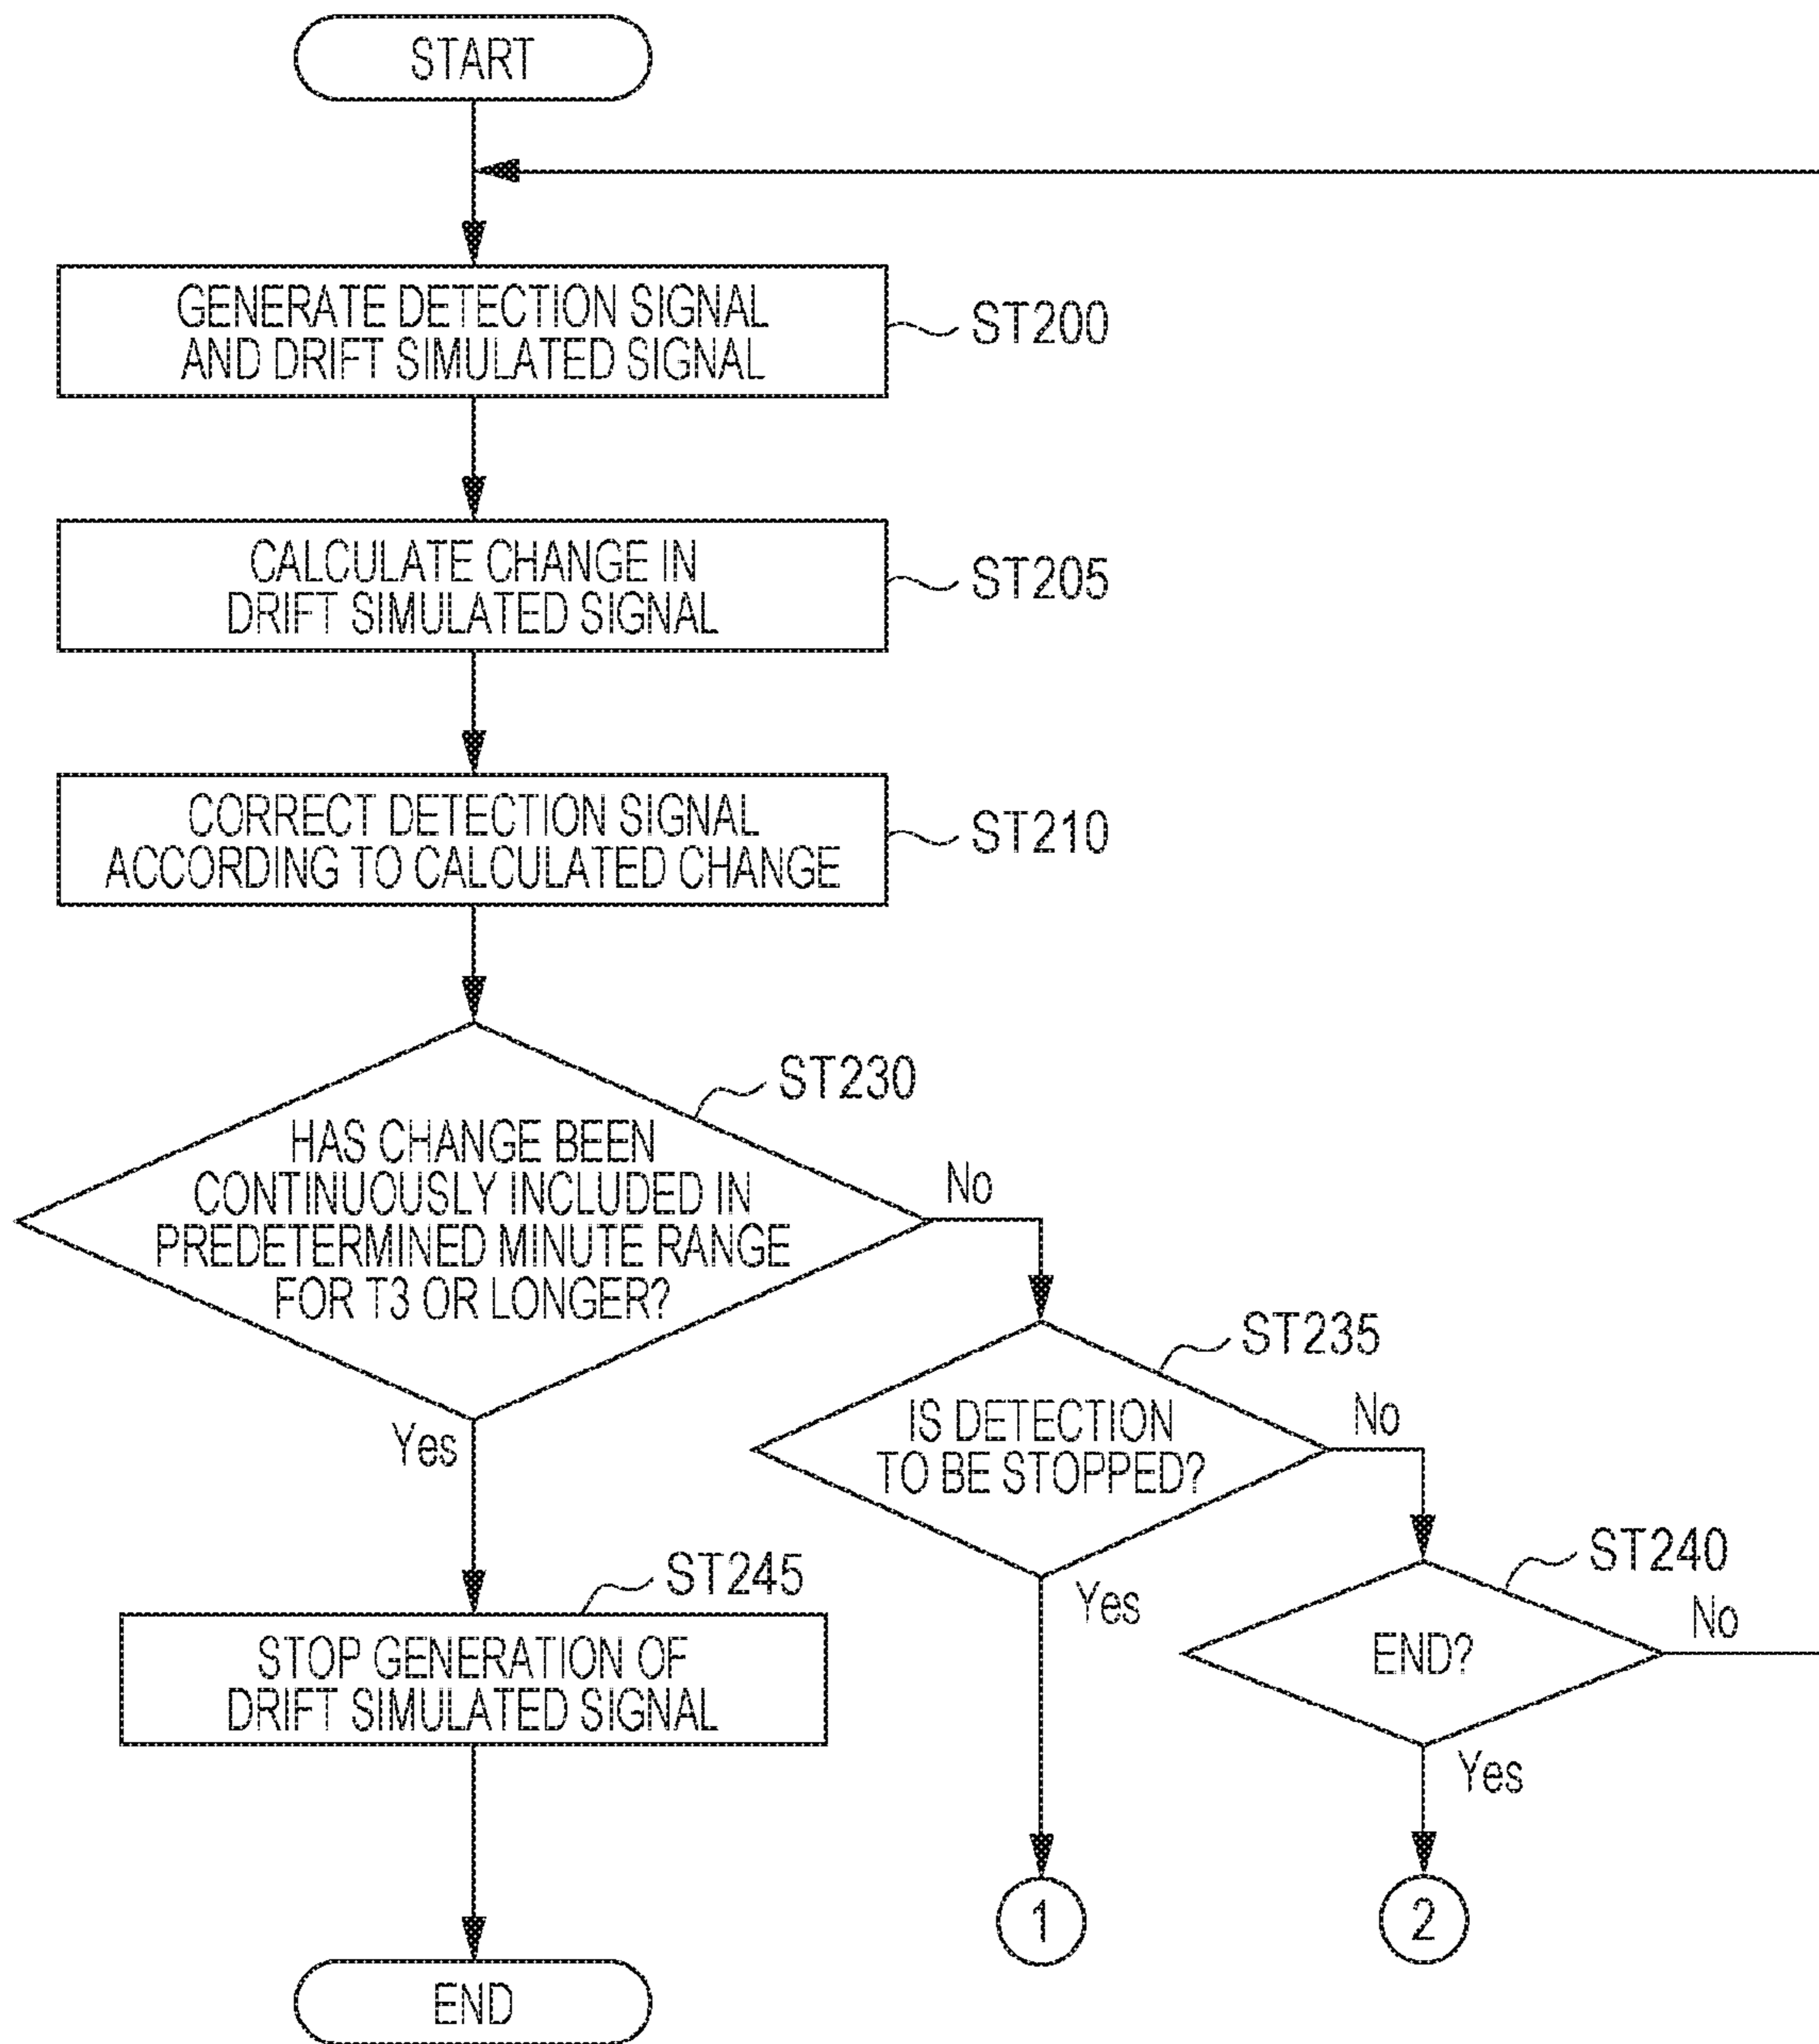 START
GENERATE DETECTION SIGNAL
AND DRIFT SIMULATED SIGNAL
ST200
CALCULATE CHANGE IN
DRIFT SIMULATED SIGNAL
ST205
CORRECT DETECTION SIGNAL
ACCORDING TO CALCULATED CHANGE
ST210
ST230
HAS CHANGE BEEN
CONTINUOUSLY INCLUDED IN
PREDETERMINED MINUTE RANGE
FOR T3 OR LONGER?
No
Yes
ST235
IS DETECTION
TO BE STOPPED?
No
Yes
ST240
END?
No
Yes
ST245
STOP GENERATION OF
DRIFT SIMULATED SIGNAL
1
2
END